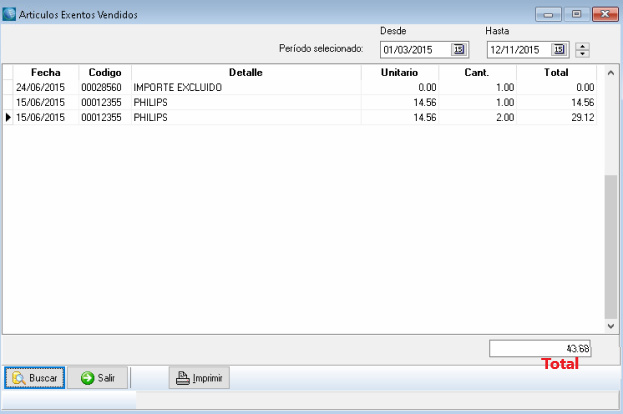 Articulos Exentos Vendidos
Desde Hasta
Período selecionado: 01/03/2015 15 12/11/2015 15
Fecha Codigo Detalle Unitario Cant. Total
24/06/2015 00028560 IMPORTE EXCLUIDO 0.00 1.00 0.00
15/06/2015 00012355 PHILIPS 14.56 1.00 14.56
15/06/2015 00012355 PHILIPS 14.56 2.00 29.12
43.68
Total
Buscar Salir Imprimir